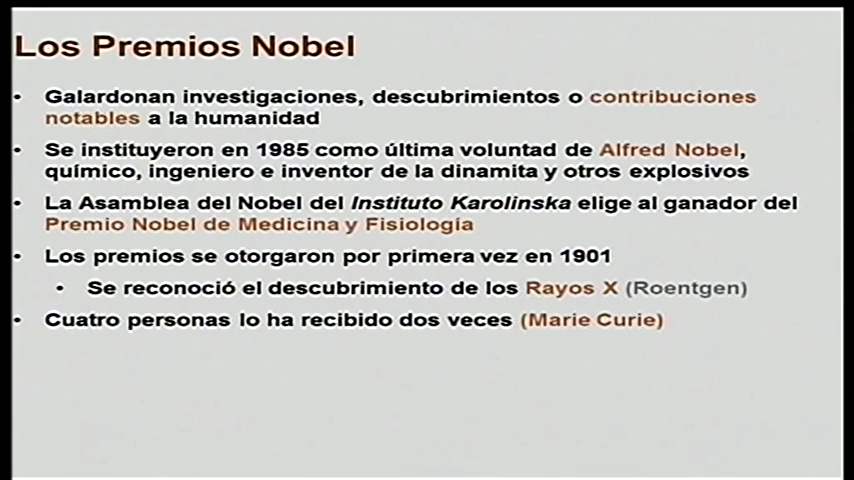 Los Premios Nobel
• Galardonan investigaciones, descubrimientos o contribuciones
notables a la humanidad
• Se instituyeron en 1985 como última voluntad de Alfred Nobel,
químico, ingeniero e inventor de la dinamita y otros explosivos
• La Asamblea del Nobel del Instituto Karolinska elige al ganador del
Premio Nobel de Medicina y Fisiología
• Los premios se otorgaron por primera vez en 1901
• Se reconoció el descubrimiento de los Rayos X (Roentgen)
• Cuatro personas lo ha recibido dos veces (Marie Curie)